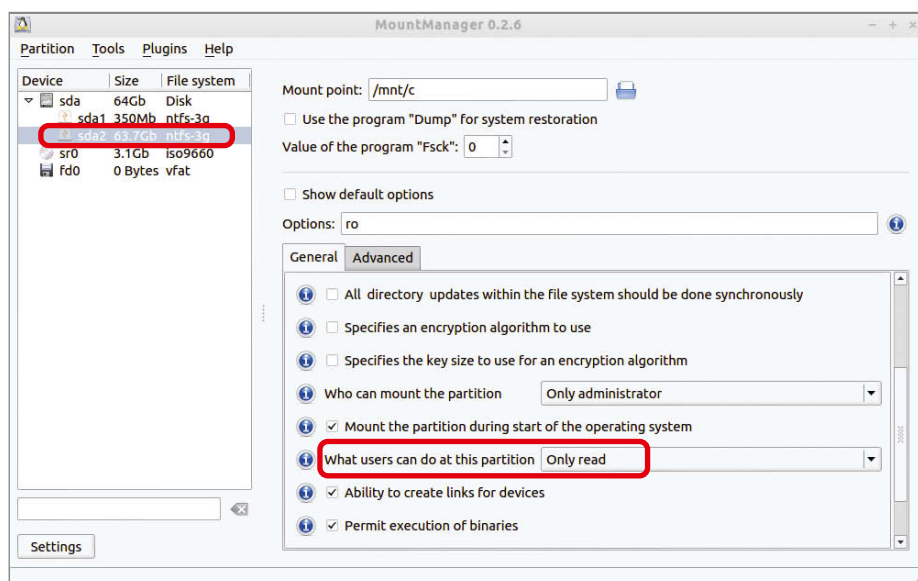 MountManager 0.2.6
Partition Tools Plugins Help
Device Size File system
sda 64Gb Disk
sda1 350Mb ntfs-3g
sda2 63.7Gb ntfs-3g
sr0 3.1Gb iso9660
fd0 0 Bytes vfat
Settings
Mount point: /mnt/c
Use the program "Dump" for system restoration
Value of the program "Fsck": 0
Show default options
Options: ro
General Advanced
All directory updates within the file system should be done synchronously
Specifies an encryption algorithm to use
Specifies the key size to use for an encryption algorithm
Who can mount the partition Only administrator
Mount the partition during start of the operating system
What users can do at this partition Only read
Ability to create links for devices
Permit execution of binaries